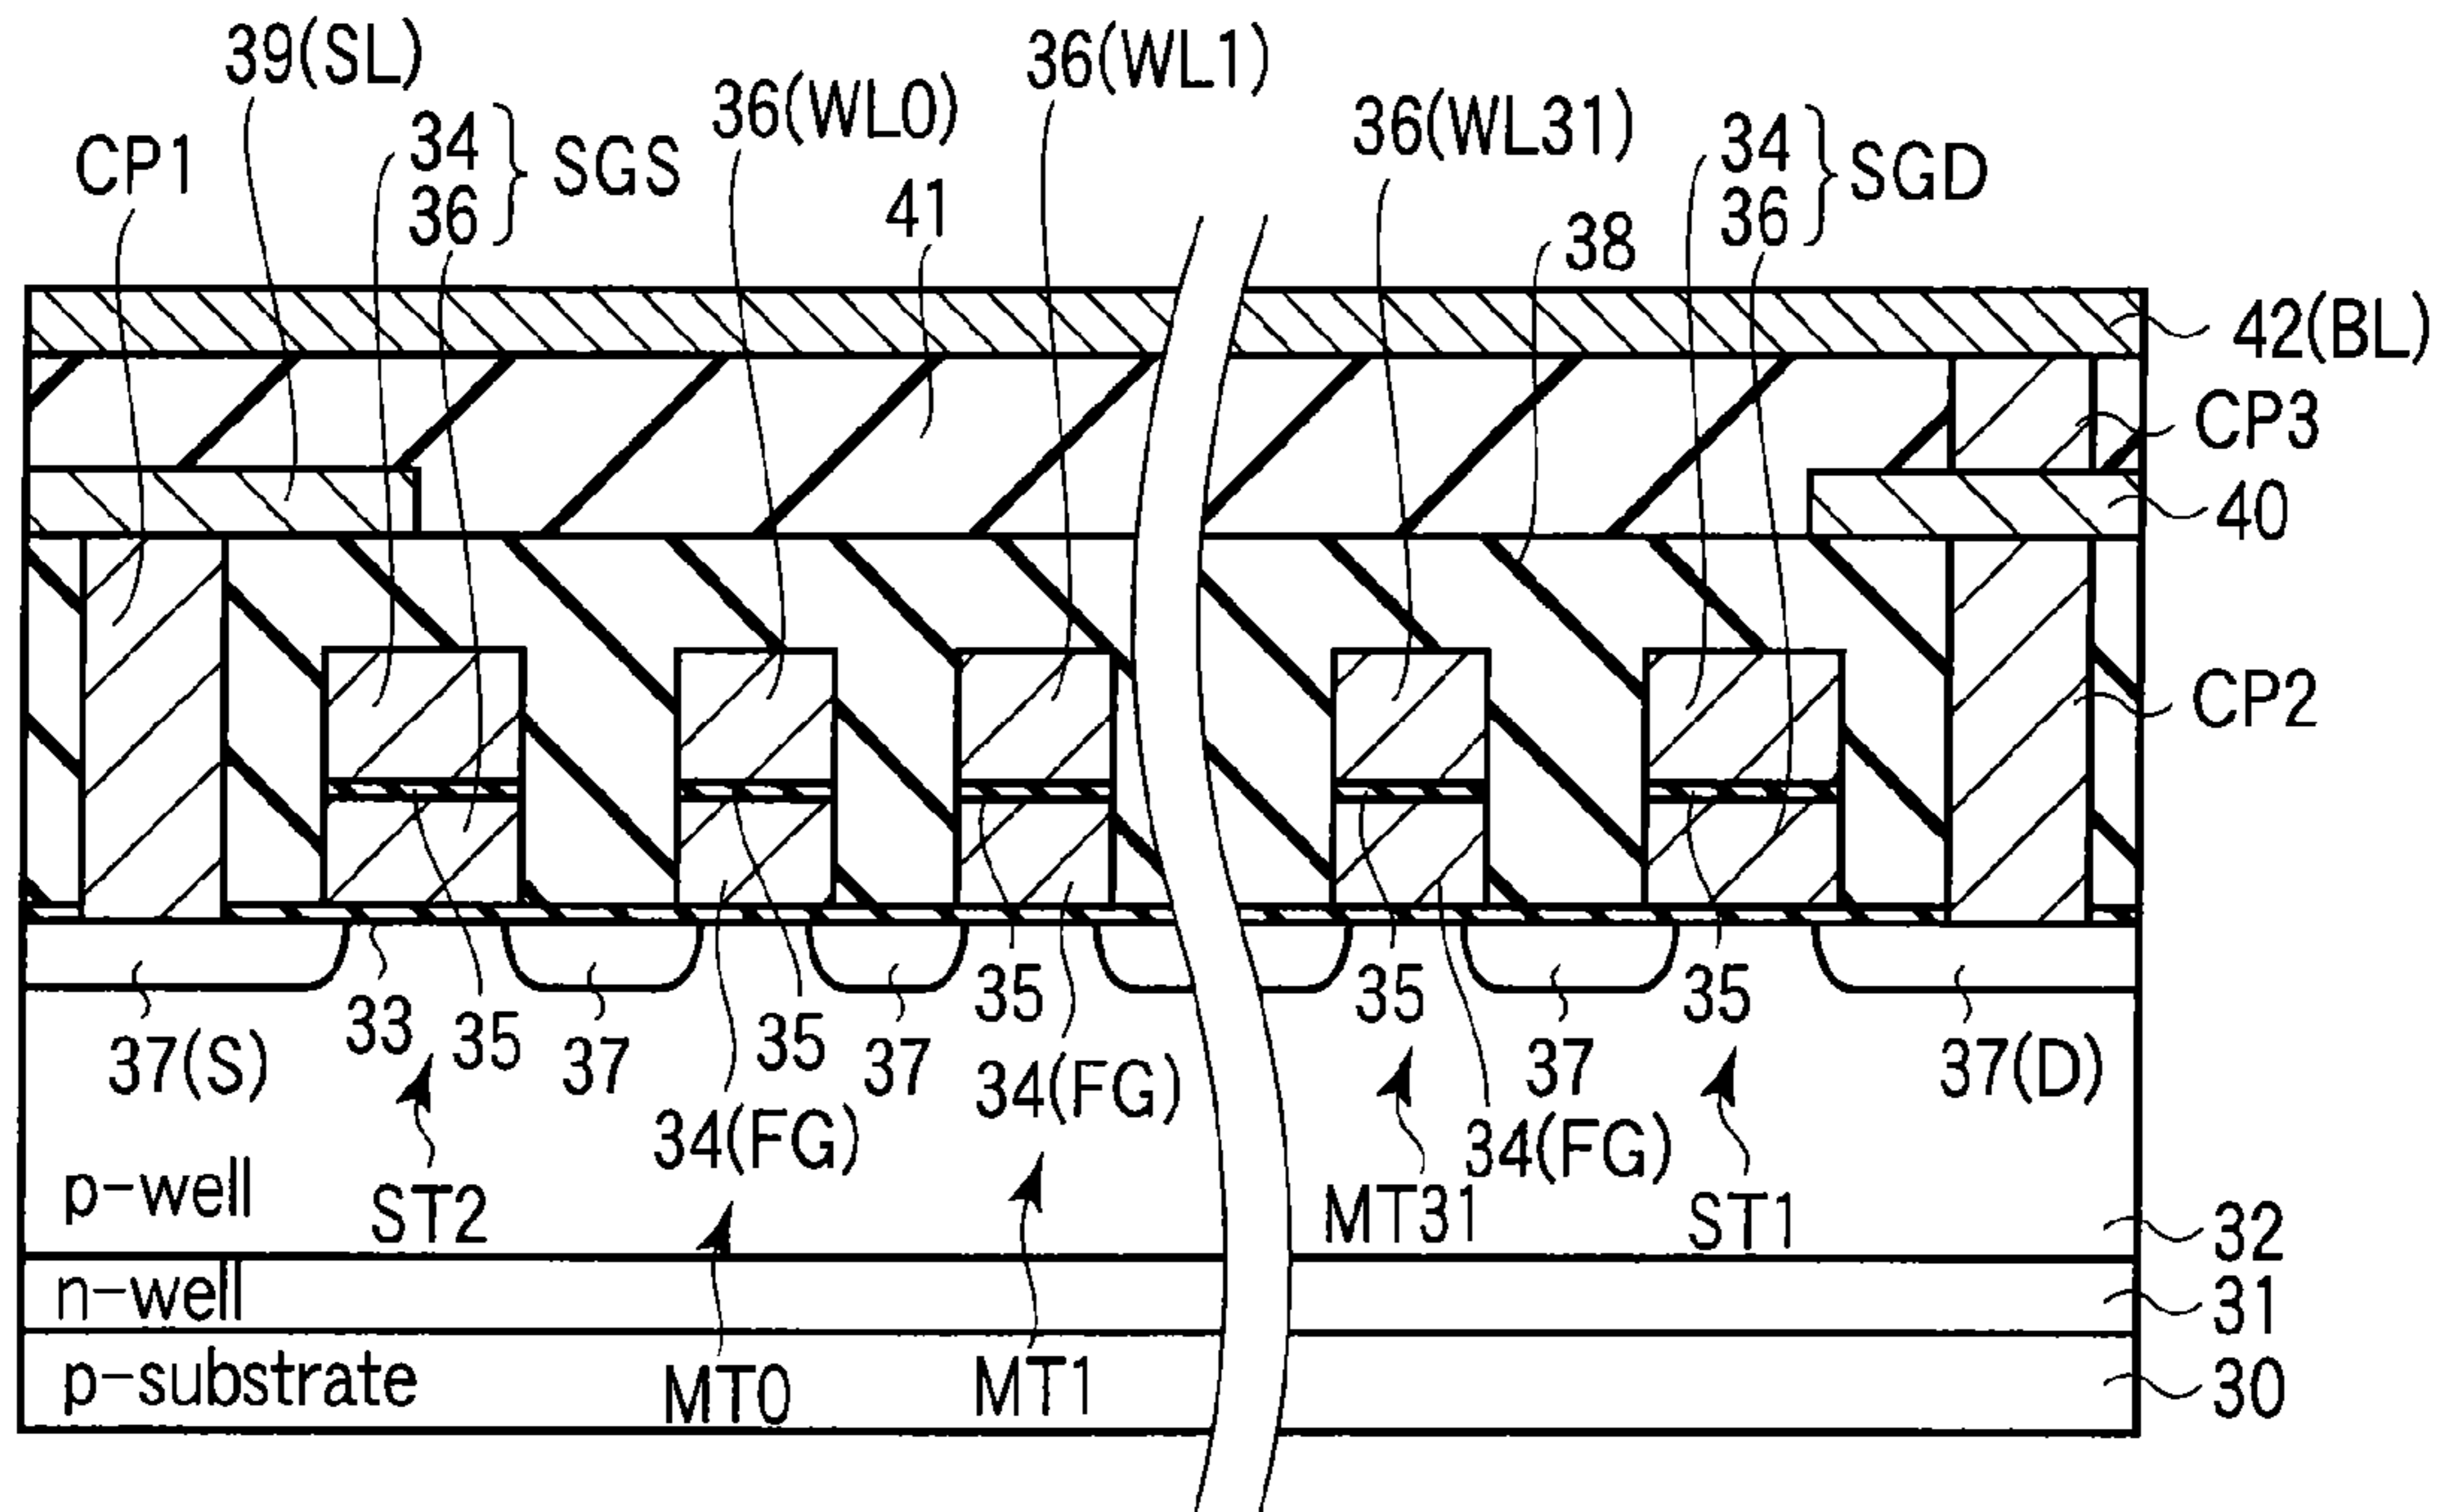 39(SL)
36(WL1)
36(WL0)
36(WL31)
34
36
SGS
34
36
SGD
CP1
41
38
42(BL)
CP3
40
CP2
37(S)
33
35
37
35
37
35
35
37
35
37(D)
34(FG)
34(FG)
34(FG)
p-well
ST2
MT31
ST1
32
n-well
31
p-substrate
MT0
MT1
30